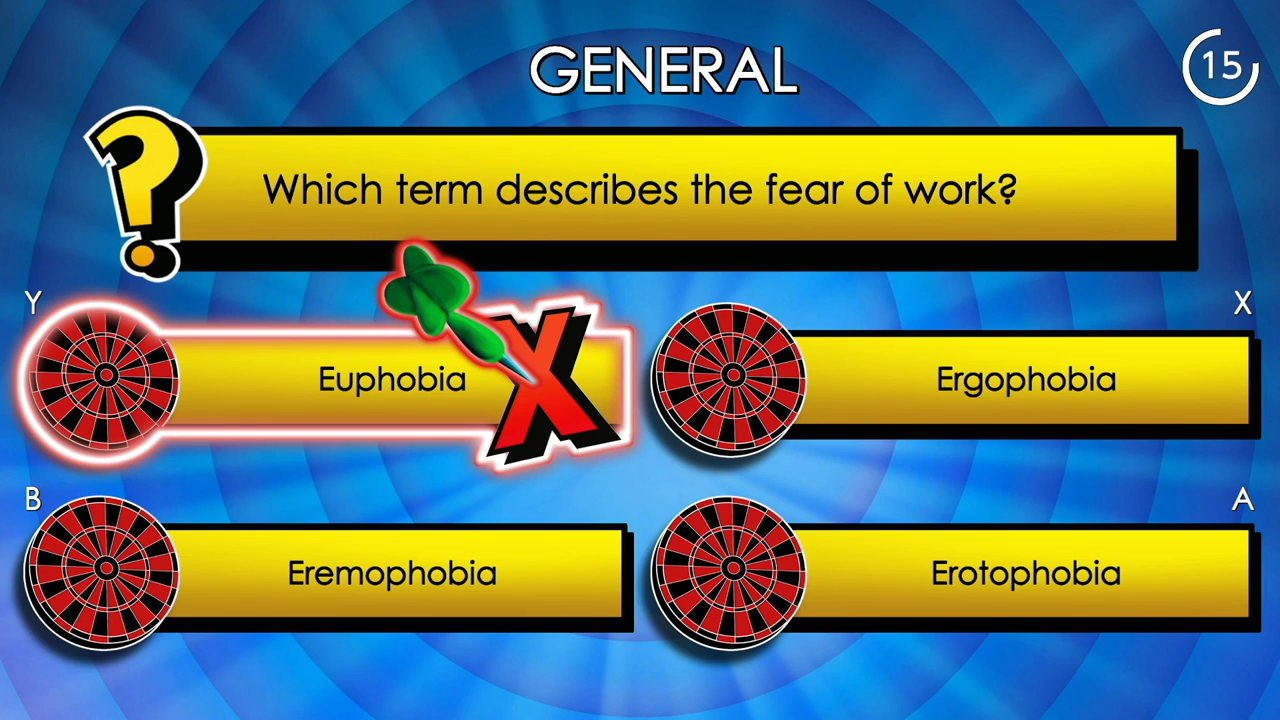 GENERAL
15
Which term describes the fear of work?
Y
X
Euphobia
Ergophobia
B
A
Eremophobia
Erotophobia